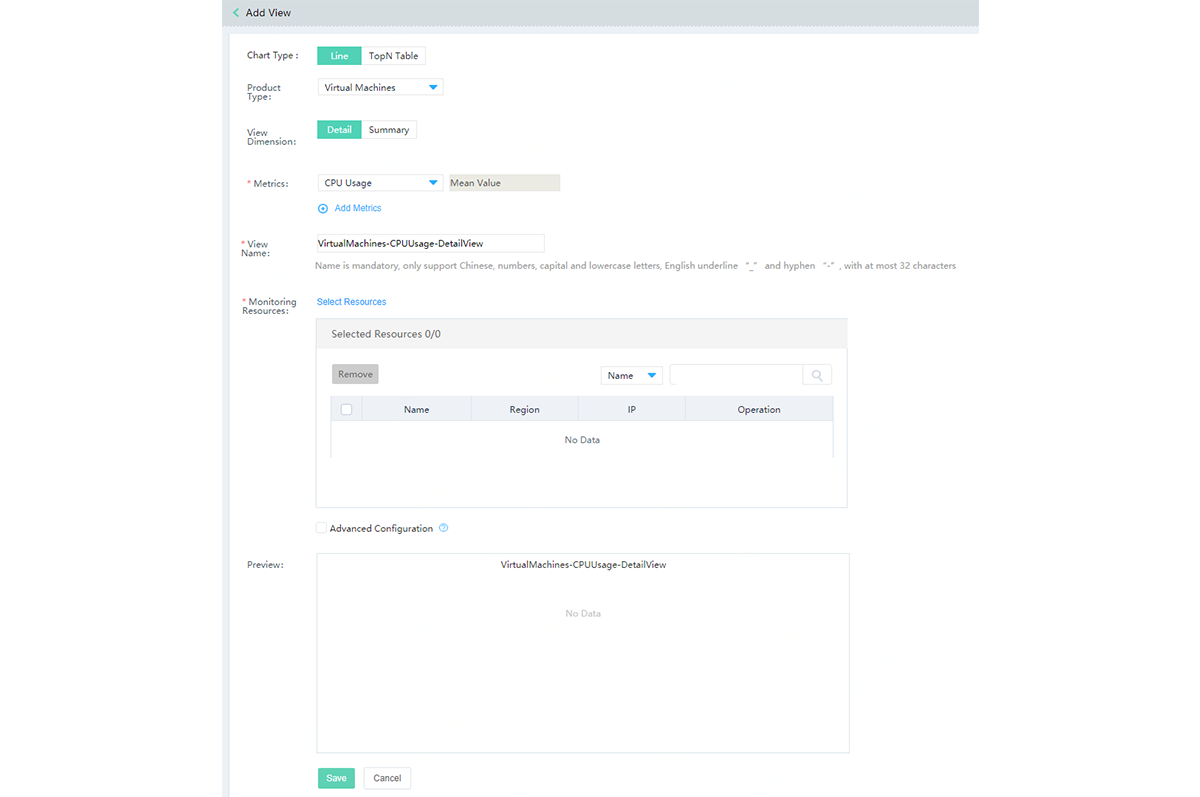 Add View
Chart Type :
Line
TopN Table
Product
Type:
Virtual Machines
View
Dimension:
Detail
Summary
* Metrics:
CPU Usage
Mean Value
Add Metrics
* View
Name:
VirtualMachines-CPUUsage-DetailView
Name is mandatory, only support Chinese, numbers, capital and lowercase letters, English underline "_" and hyphen "-" , with at most 32 characters
* Monitoring
Resources:
Select Resources
Selected Resources 0/0
Remove
Name
Name Region IP Operation
No Data
Advanced Configuration ?
Preview:
VirtualMachines-CPUUsage-DetailView
No Data
Save
Cancel